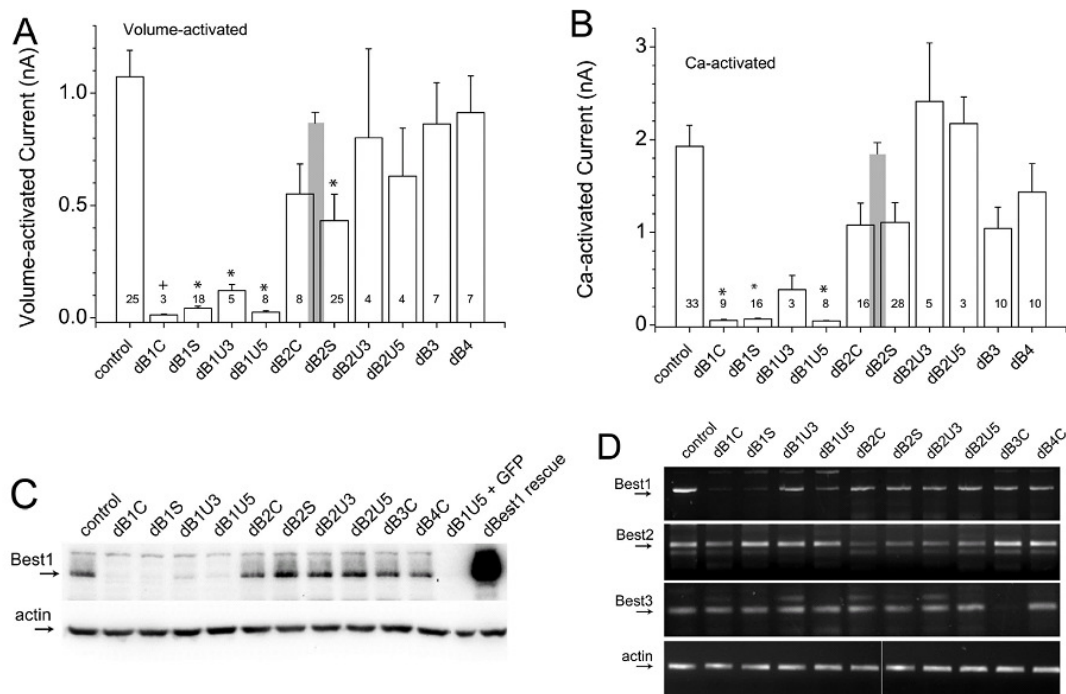 A
Volume-activated
Volume-activated Current (nA)
1.0
0.5
0.0
+
*
*
*
*
25
3
18
5
8
8
25
4
4
7
7
control
dB1C
dB1S
dB1U3
dB1U5
dB2C
dB2S
dB2U3
dB2U5
dB3
dB4
B
Ca-activated
Ca-activated Current (nA)
3
2
1
0
*
*
*
33
9
16
3
8
16
28
5
3
10
10
control
dB1C
dB1S
dB1U3
dB1U5
dB2C
dB2S
dB2U3
dB2U5
dB3
dB4
C
control
dB1C
dB1S
dB1U3
dB1U5
dB2C
dB2S
dB2U3
dB2U5
dB3C
dB4C
dB1U5 + GFP
dBest1 rescue
Best1
actin
D
control
dB1C
dB1S
dB1U3
dB1U5
dB2C
dB2S
dB2U3
dB2U5
dB3C
dB4C
Best1
Best2
Best3
actin